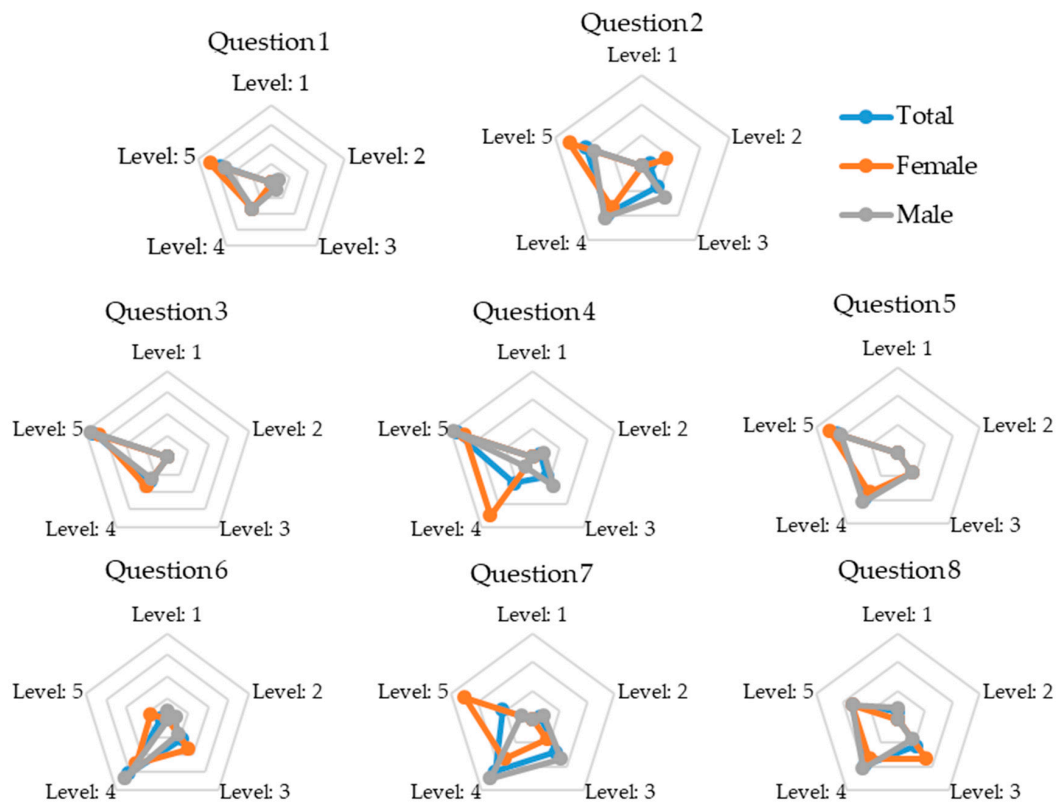 Question1
Level: 1
Level: 2
Level: 3
Level: 4
Level: 5
Question2
Level: 1
Level: 2
Level: 3
Level: 4
Level: 5
Total
Female
Male
Question3
Level: 1
Level: 2
Level: 3
Level: 4
Level: 5
Question4
Level: 1
Level: 2
Level: 3
Level: 4
Level: 5
Question5
Level: 1
Level: 2
Level: 3
Level: 4
Level: 5
Question6
Level: 1
Level: 2
Level: 3
Level: 4
Level: 5
Question7
Level: 1
Level: 2
Level: 3
Level: 4
Level: 5
Question8
Level: 1
Level: 2
Level: 3
Level: 4
Level: 5